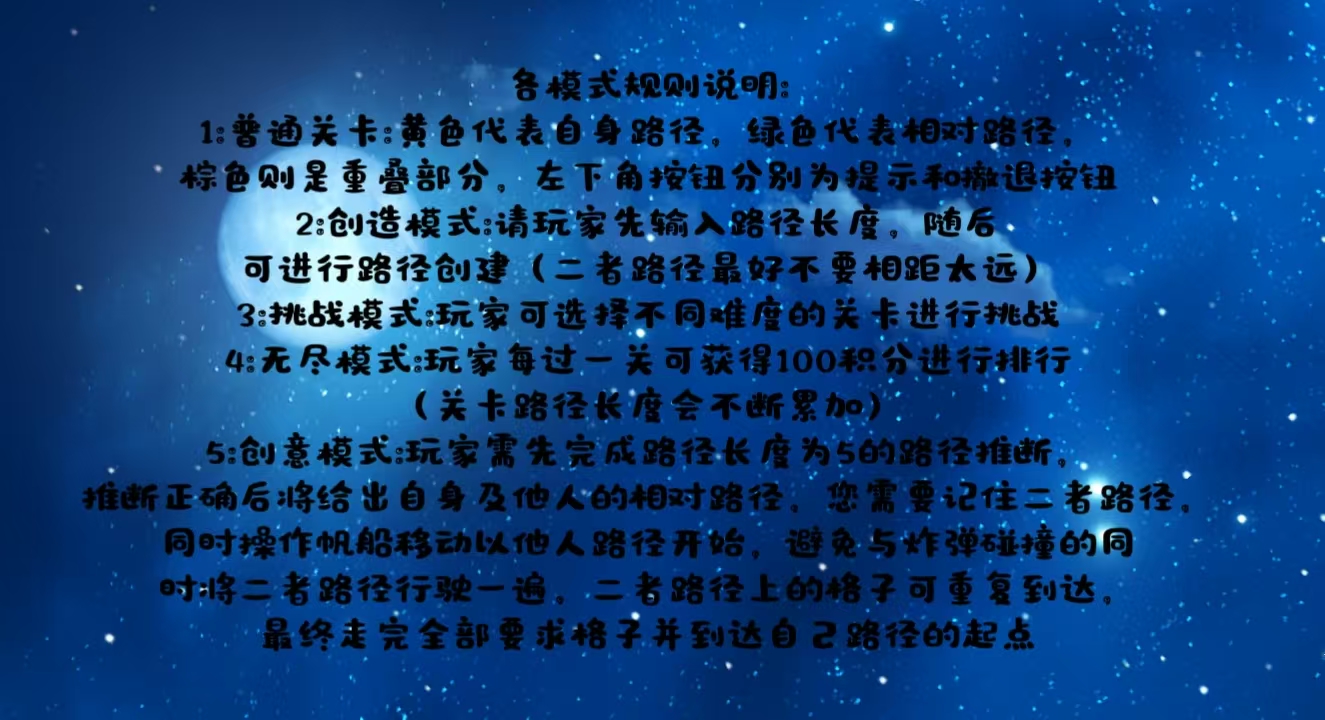 各模式规则说明:
1:普通关卡:黄色代表自身路径，绿色代表相对路径，
棕色则是重叠部分，左下角按钮分别为提示和撤退按钮
2:创造模式:请玩家先输入路径长度，随后
可进行路径创建（二者路径最好不要相距太远）
3:挑战模式:玩家可选择不同难度的关卡进行挑战
4:无尽模式:玩家每过一关可获得100积分进行排行
（关卡路径长度会不断累加）
5:创意模式:玩家需先完成路径长度为5的路径推断，
推断正确后将给出自身及他人的相对路径，您需要记住二者路径，
同时操作帆船移动以他人路径开始，避免与炸弹碰撞的同
时将二者路径行驶一遍，二者路径上的格子可重复到达，
最终走完全部要求格子并到达自己路径的起点